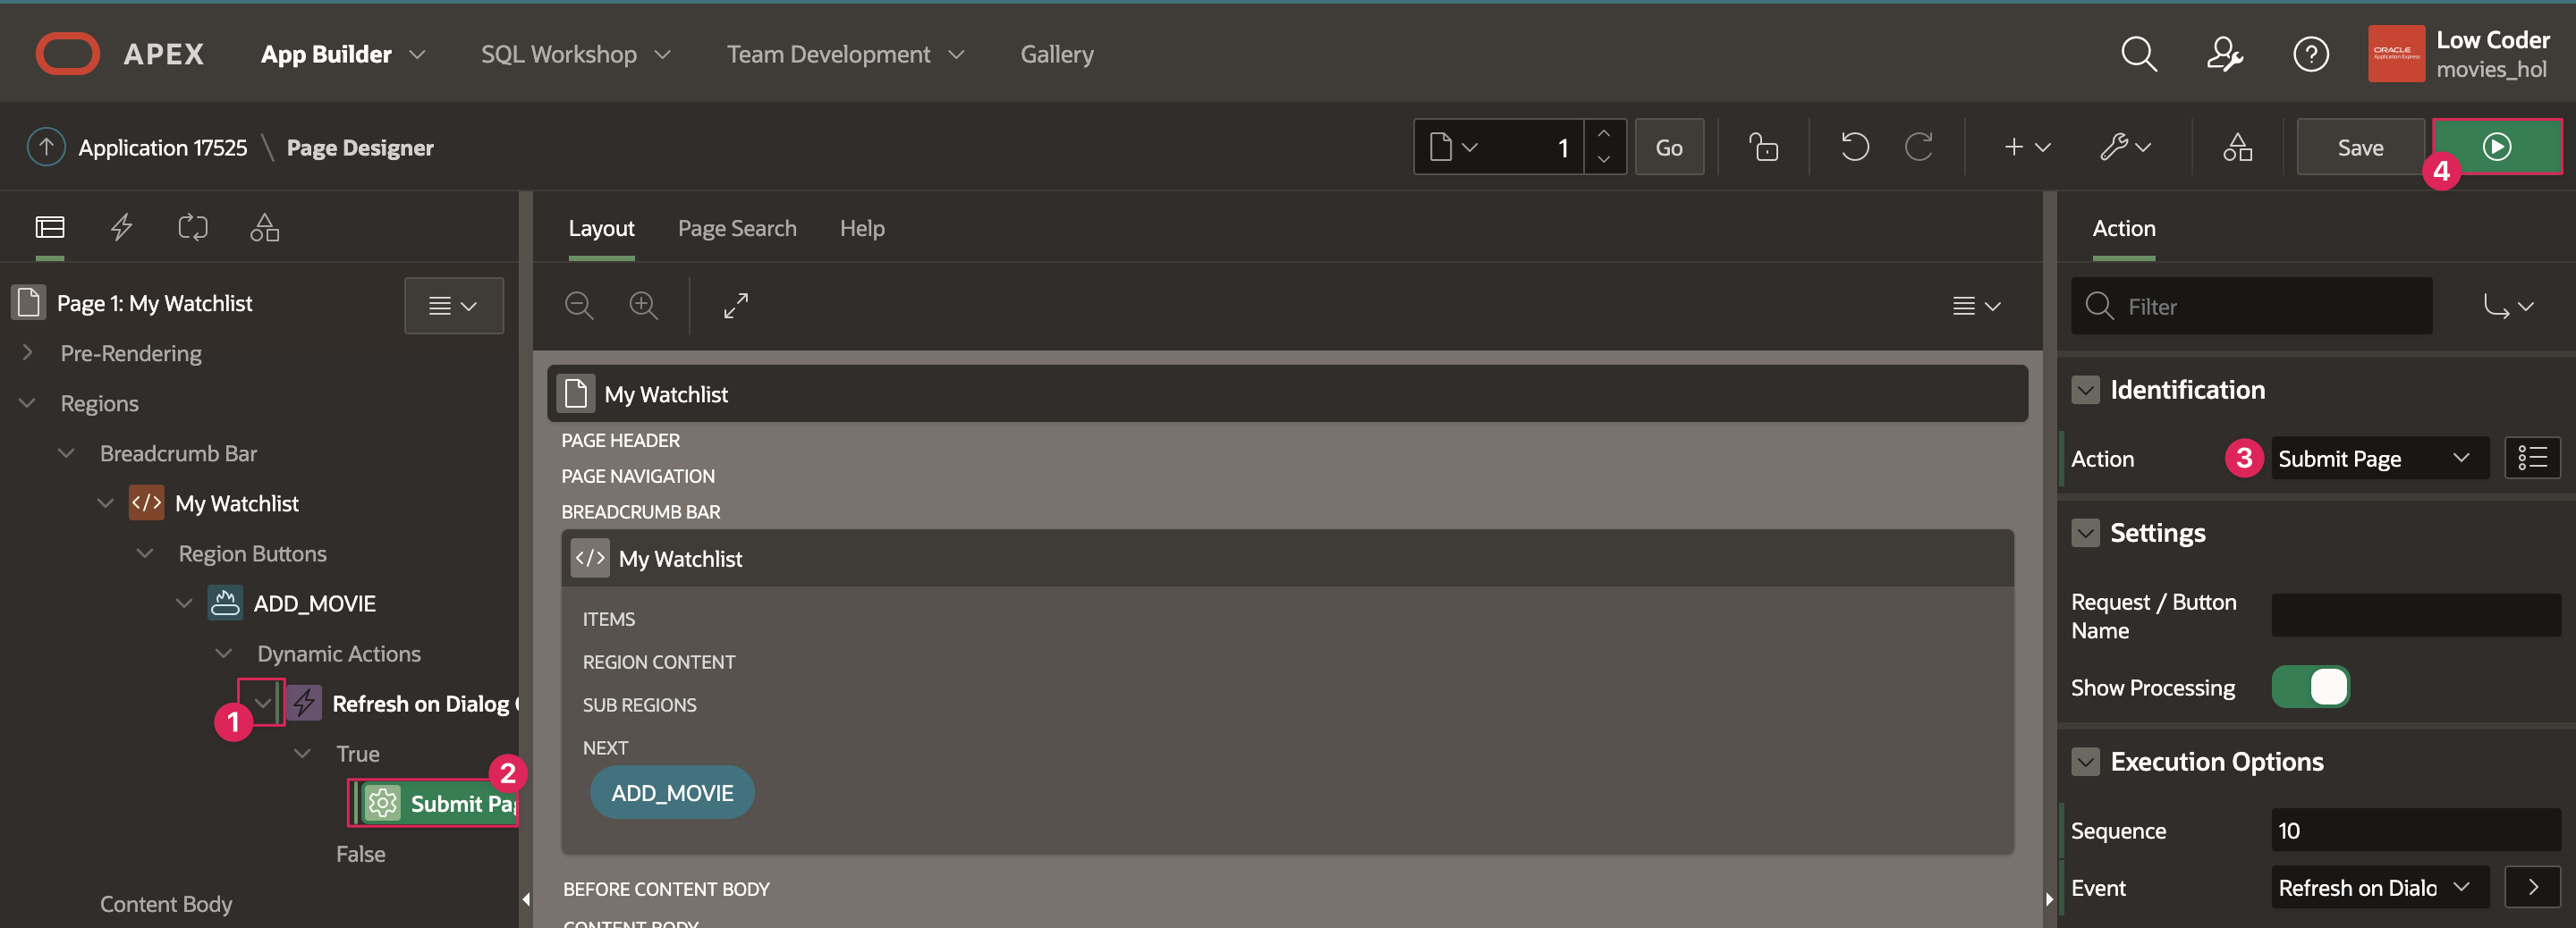 APEX
App Builder
SQL Workshop
Team Development
Gallery
ORACLE
Application Express
Low Coder
movies_hol
Application 17525 \ Page Designer
1
Go
Save
4
Layout
Page Search
Help
Action
Page 1: My Watchlist
Pre-Rendering
Regions
Breadcrumb Bar
</> My Watchlist
Region Buttons
ADD_MOVIE
Dynamic Actions
1
Refresh on Dialog
True
2
Submit Pag
False
Content Body
My Watchlist
PAGE HEADER
PAGE NAVIGATION
BREADCRUMB BAR
</> My Watchlist
ITEMS
REGION CONTENT
SUB REGIONS
NEXT
ADD_MOVIE
BEFORE CONTENT BODY
CONTENT BODY
Filter
Identification
Action
3
Submit Page
Settings
Request / Button
Name
Show Processing
Execution Options
Sequence
10
Event
Refresh on Dialo